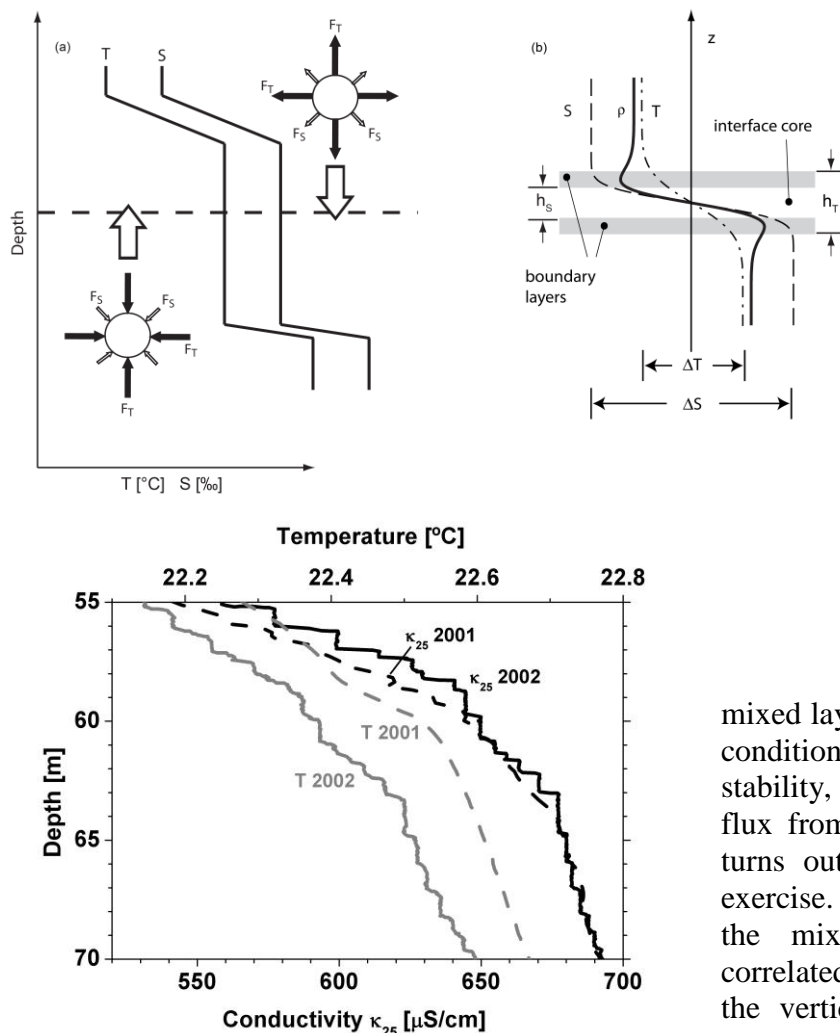 (a)
T
S
F_T
F_T
F_S
F_S
Depth
F_S
F_S
F_T
F_T
T [°C] S [‰]
(b)
z
S
ρ
T
interface core
h_S
h_T
boundary
layers
ΔT
ΔS
Temperature [ºC]
22.2 22.4 22.6 22.8
55
κ25 2001
κ25 2002
60
T 2001
T 2002
Depth [m]
65
70
550 600 650 700
Conductivity κ25 [µS/cm]
mixed lay
condition
stability,
flux from
turns out
exercise.
the mix
correlated
the vertic